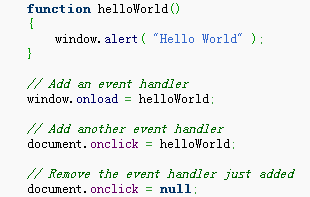 function helloWorld()
{
    window.alert( "Hello World" );
}

// Add an event handler
window.onload = helloWorld;

// Add another event handler
document.onclick = helloWorld;

// Remove the event handler just added
document.onclick = null;